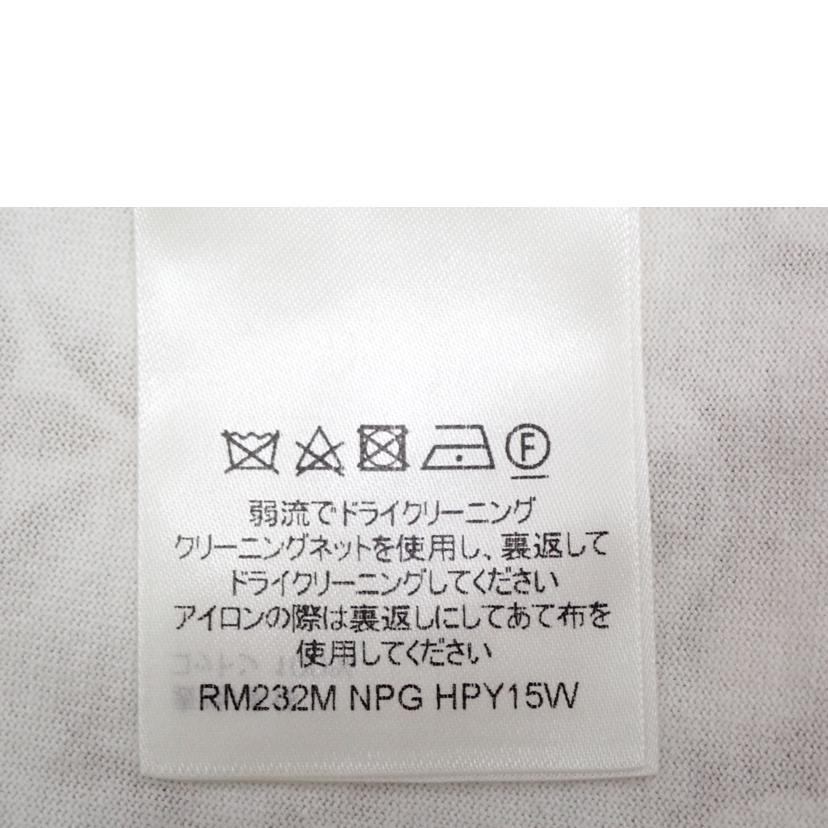 F
弱流でドライクリーニング
クリーニングネットを使用し、裏返して
ドライクリーニングしてください
アイロンの際は裏返しにしてあて布を
使用してください
RM232M NPG HPY15W